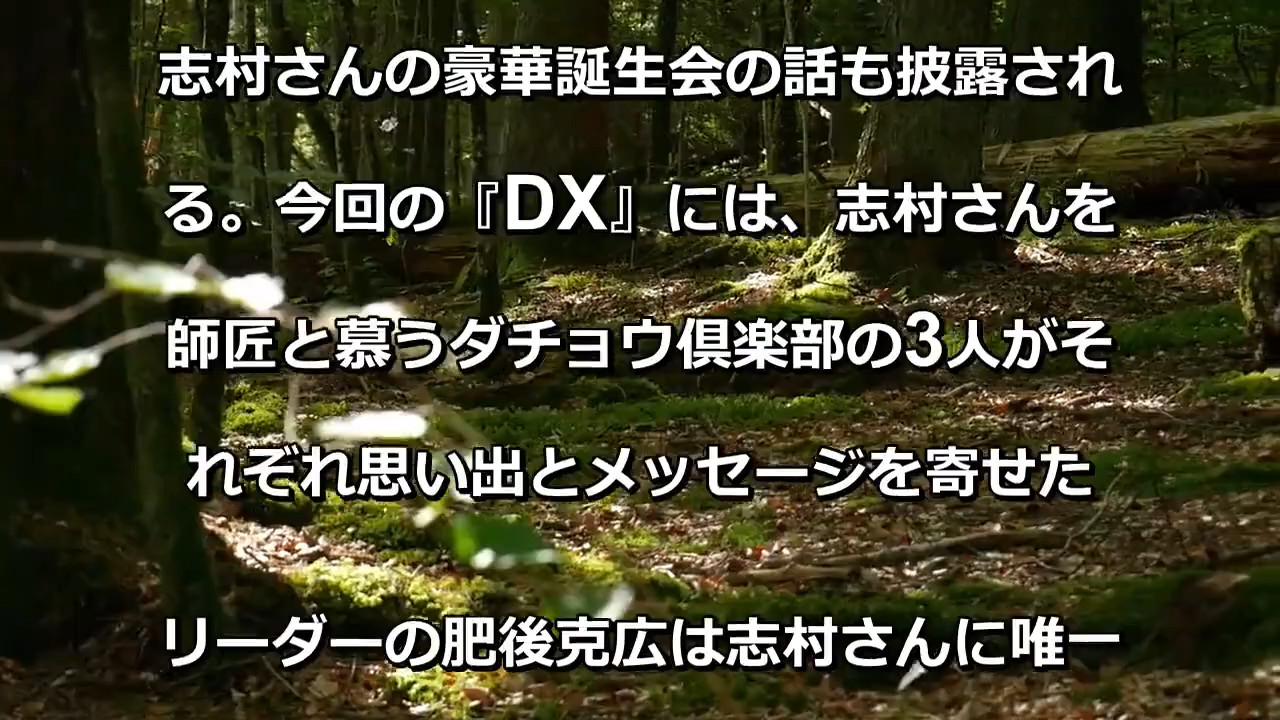 志村さんの豪華誕生会の話も披露され
る。今回の『DX』には、志村さんを
師匠と慕うダチョウ倶楽部の3人がそ
れぞれ思い出とメッセージを寄せた
リーダーの肥後克広は志村さんに唯一